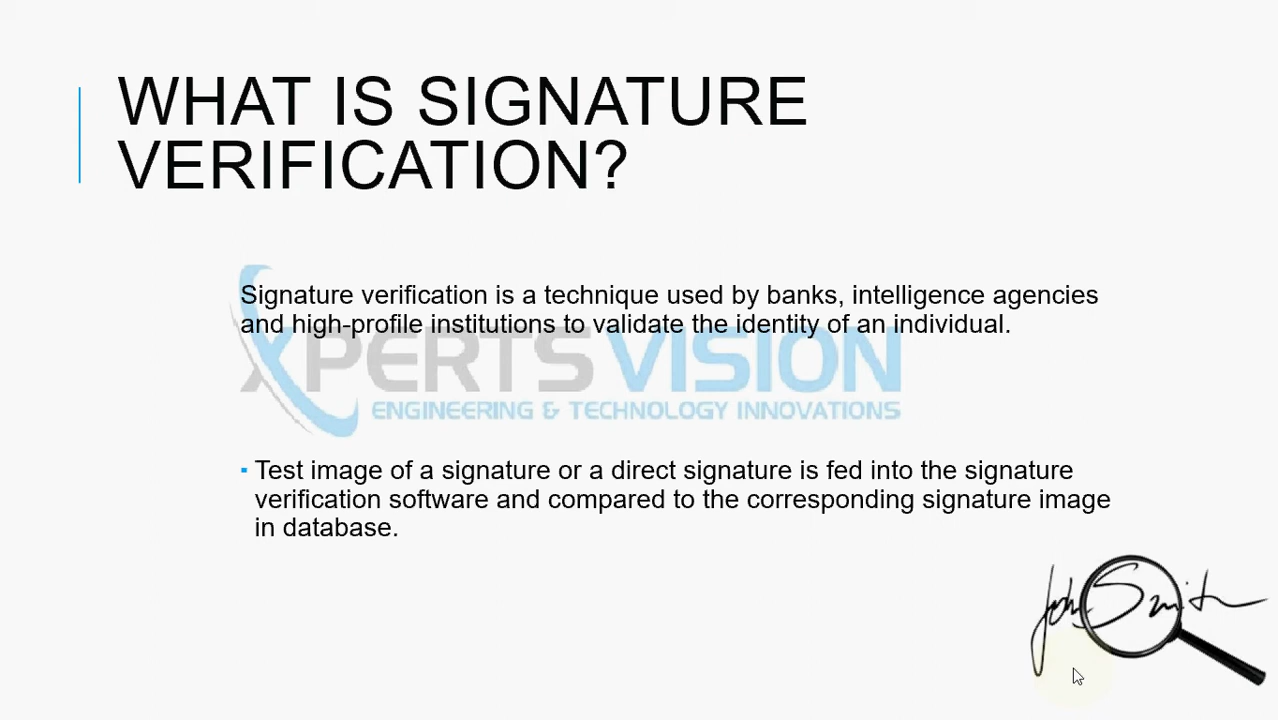 WHAT IS SIGNATURE
VERIFICATION?
Signature verification is a technique used by banks, intelligence agencies
and high-profile institutions to validate the identity of an individual.
XPERTS VISION
ENGINEERING & TECHNOLOGY INNOVATIONS
▪ Test image of a signature or a direct signature is fed into the signature
verification software and compared to the corresponding signature image
in database.
John Smith